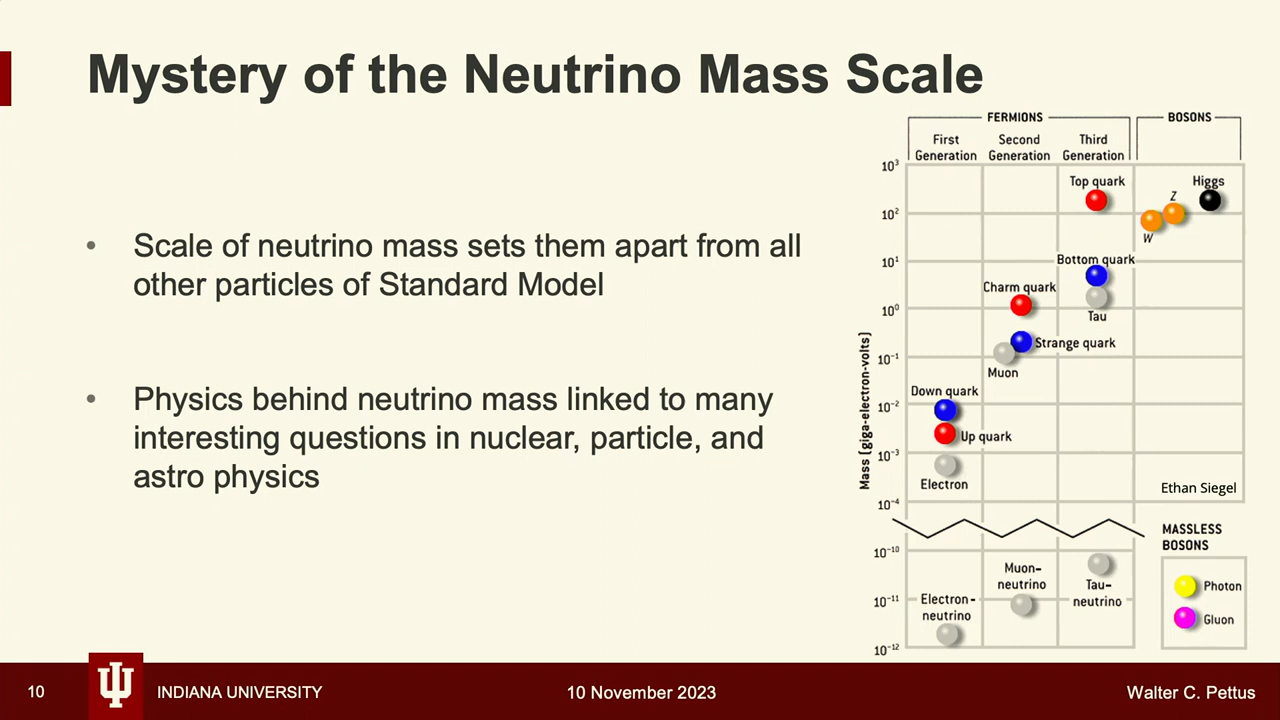 Mystery of the Neutrino Mass Scale
• Scale of neutrino mass sets them apart from all
other particles of Standard Model
• Physics behind neutrino mass linked to many
interesting questions in nuclear, particle, and
astro physics
FERMIONS
BOSONS
First
Generation
Second
Generation
Third
Generation
Mass (giga-electron-volts)
10³
10²
10¹
10⁰
10⁻¹
10⁻²
10⁻³
10⁻⁴
10⁻¹⁰
10⁻¹¹
10⁻¹²
Top quark
Higgs
Z
W
Bottom quark
Charm quark
Tau
Strange quark
Muon
Down quark
Up quark
Electron
Ethan Siegel
Muon-
neutrino
Tau-
neutrino
Electron-
neutrino
MASSLESS
BOSONS
Photon
Gluon
10
INDIANA UNIVERSITY
10 November 2023
Walter C. Pettus